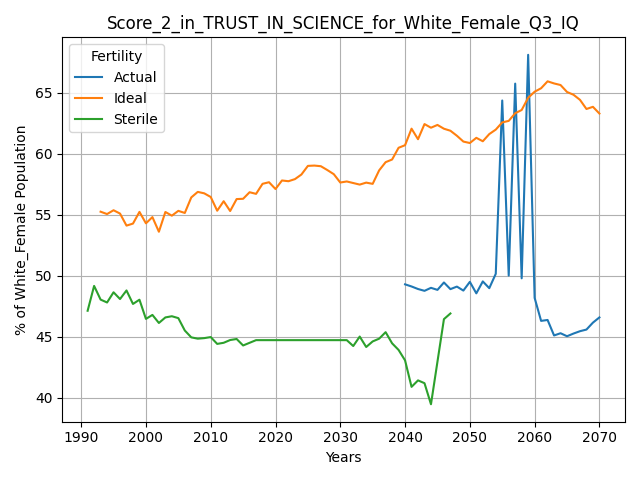 Score_2_in_TRUST_IN_SCIENCE_for_White_Female_Q3_IQ
Fertility
Actual
Ideal
Sterile
% of White_Female Population
65
60
55
50
45
40
1990 2000 2010 2020 2030 2040 2050 2060 2070
Years